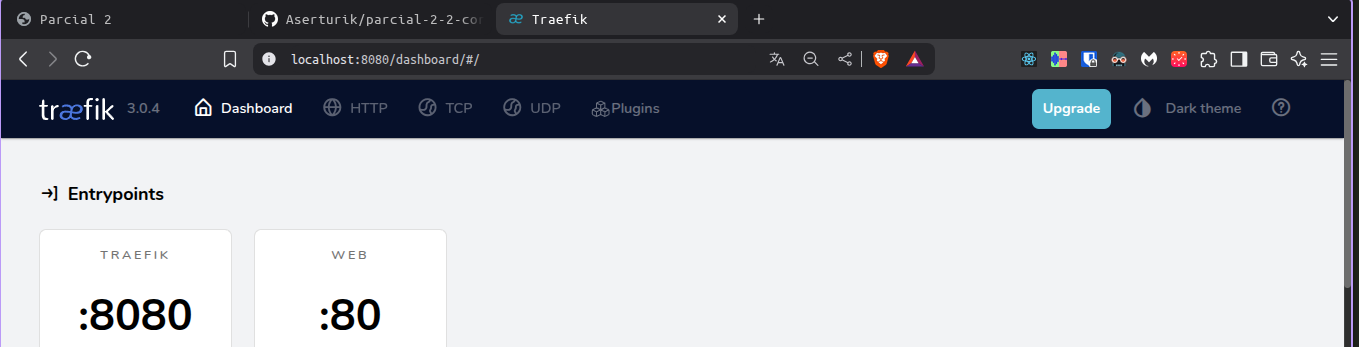 Parcial 2
Aserturik/parcial-2-2-cor
Traefik
localhost:8080/dashboard/#/
træfik 3.0.4 Dashboard HTTP TCP UDP Plugins Upgrade Dark theme
Entrypoints
TRAEFIK
:8080
WEB
:80